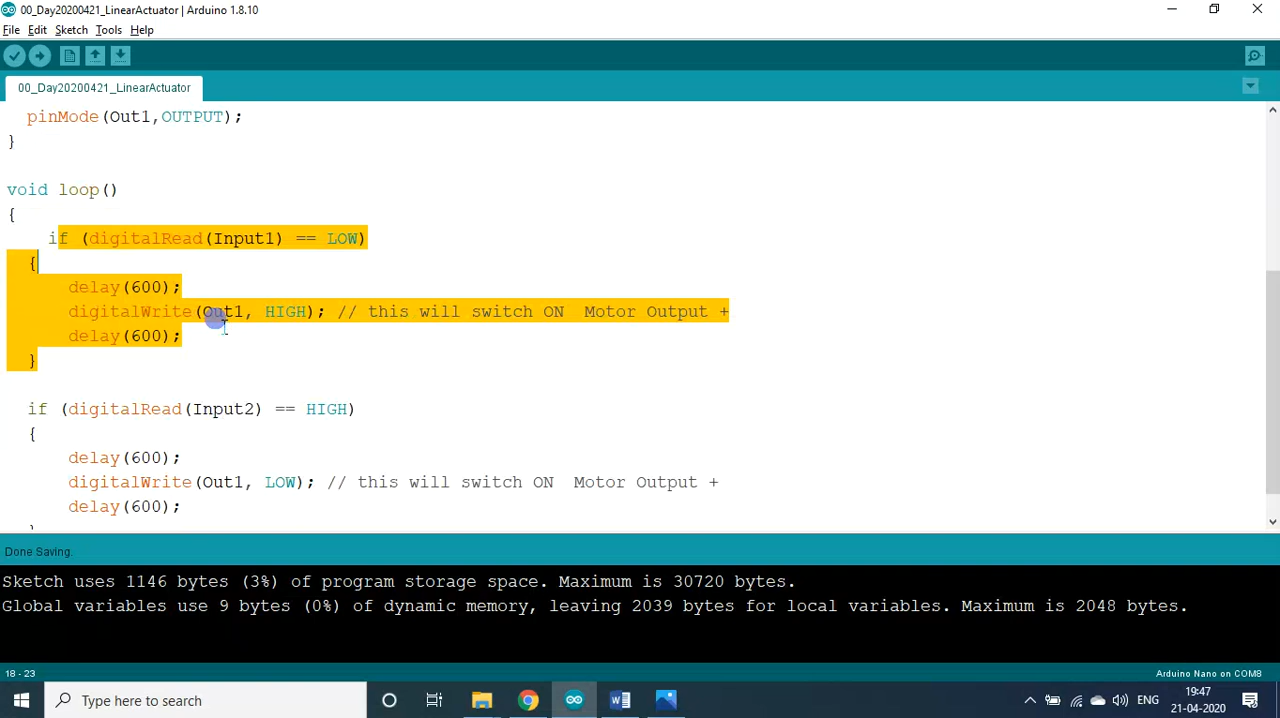 00_Day20200421_LinearActuator | Arduino 1.8.10
File Edit Sketch Tools Help
00_Day20200421_LinearActuator
pinMode(Out1,OUTPUT);
}
void loop()
{
if (digitalRead(Input1) == LOW)
{
delay(600);
digitalWrite(Out1, HIGH); // this will switch ON  Motor Output +
delay(600);
}
if (digitalRead(Input2) == HIGH)
{
delay(600);
digitalWrite(Out1, LOW); // this will switch ON  Motor Output +
delay(600);
Done Saving.
Sketch uses 1146 bytes (3%) of program storage space. Maximum is 30720 bytes.
Global variables use 9 bytes (0%) of dynamic memory, leaving 2039 bytes for local variables. Maximum is 2048 bytes.
18 - 23
Arduino Nano on COM8
Type here to search
ENG
19:47
21-04-2020